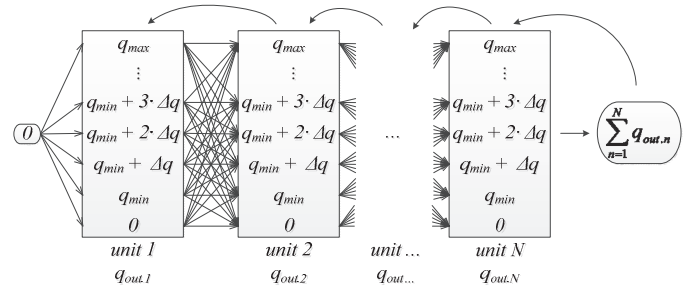 0
q_max
⋮
q_min + 3· Δq
q_min + 2· Δq
q_min + Δq
q_min
0
unit 1
q_out.1
q_max
⋮
q_min + 3· Δq
q_min + 2· Δq
q_min + Δq
q_min
0
unit 2
q_out.2
...
unit ...
q_out...
q_max
⋮
q_min + 3· Δq
q_min + 2· Δq
q_min + Δq
q_min
0
unit N
q_out.N
N
∑ q_out.n
n=1